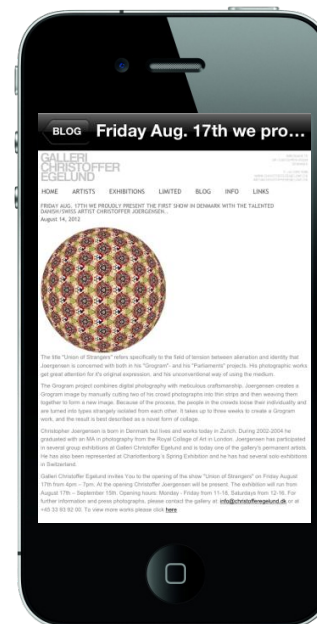 BLOG Friday Aug. 17th we pro...
GALLERI
CHRISTOFFER
EGELUND
HOME ARTISTS EXHIBITIONS LIMITED BLOG INFO LINKS
FRIDAY AUG. 17TH WE PROUDLY PRESENT THE FIRST SHOW IN DENMARK WITH THE TALENTED
DANISH/SWISS ARTIST CHRISTOFFER JOERGENSEN...
August 14, 2012
The title "Union of Strangers" refers specifically to the field of tension between alienation and identity that
Joergensen is concerned with both in his "Gnogram"- and his "Parliaments" projects. His photographic works
get great attention for it's original expression, and his unconventional way of using the medium.
The Gnogram project combines digital photography with meticulous craftsmanship. Joergensen creates a
Gnogram image by manually cutting two of his crowd photographs into thin strips and then weaving them
together to form a new image. Because of the process, the people in the crowds loose their individuality and
are turned into types strangely isolated from each other. It takes up to three weeks to create a Gnogram
work, and the result is best described as a novel form of collage.
Christopher Joergensen is born in Denmark but lives and works today in Zurich. During 2002-2004 he
graduated with an MA in photography from the Royal College of Art in London. Joergensen has participated
in several group exhibitions at Galleri Christoffer Egelund and is today one of the gallery's permanent artists.
He has also been represented at Charlottenborg´s Spring Exhibition and he has had several solo-exhibitions
in Switzerland.
Galleri Christoffer Egelund invites You to the opening of the show "Union of Strangers" on Friday August
17th from 4pm – 7pm. At the opening Christoffer Joergensen will be present. The exhibition will run from
August 17th – September 15th. Opening hours: Monday - Friday from 11-18, Saturdays from 12-16. For
further information and press photographs, please contact the gallery at: info@christofferegelund.dk or at
+45 33 93 92 00. To view more works please click here